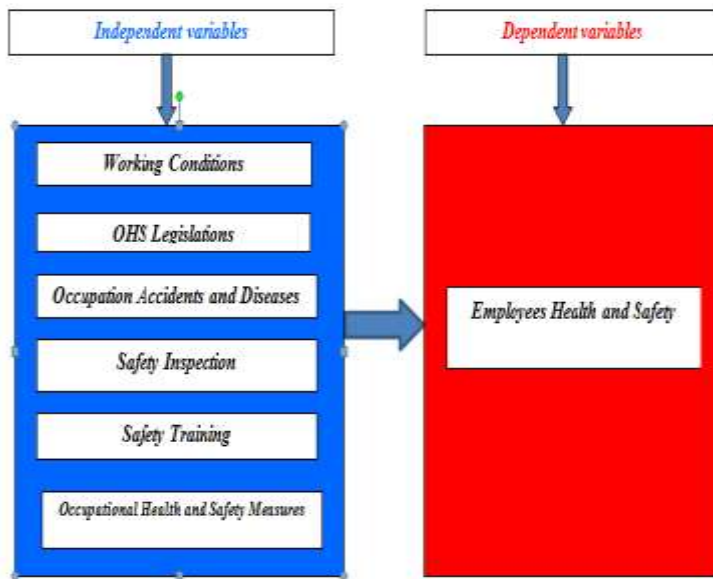 Independent variables
Dependent variables
Working Conditions
OHS Legislations
Occupation Accidents and Diseases
Safety Inspection
Safety Training
Occupational Health and Safety Measures
Employees Health and Safety